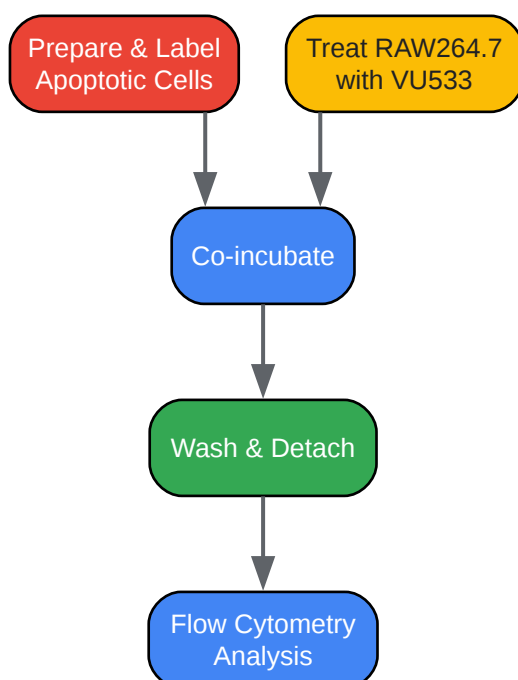 Prepare & Label
Apoptotic Cells
Treat RAW264.7
with VU533
Co-incubate
Wash & Detach
Flow Cytometry
Analysis